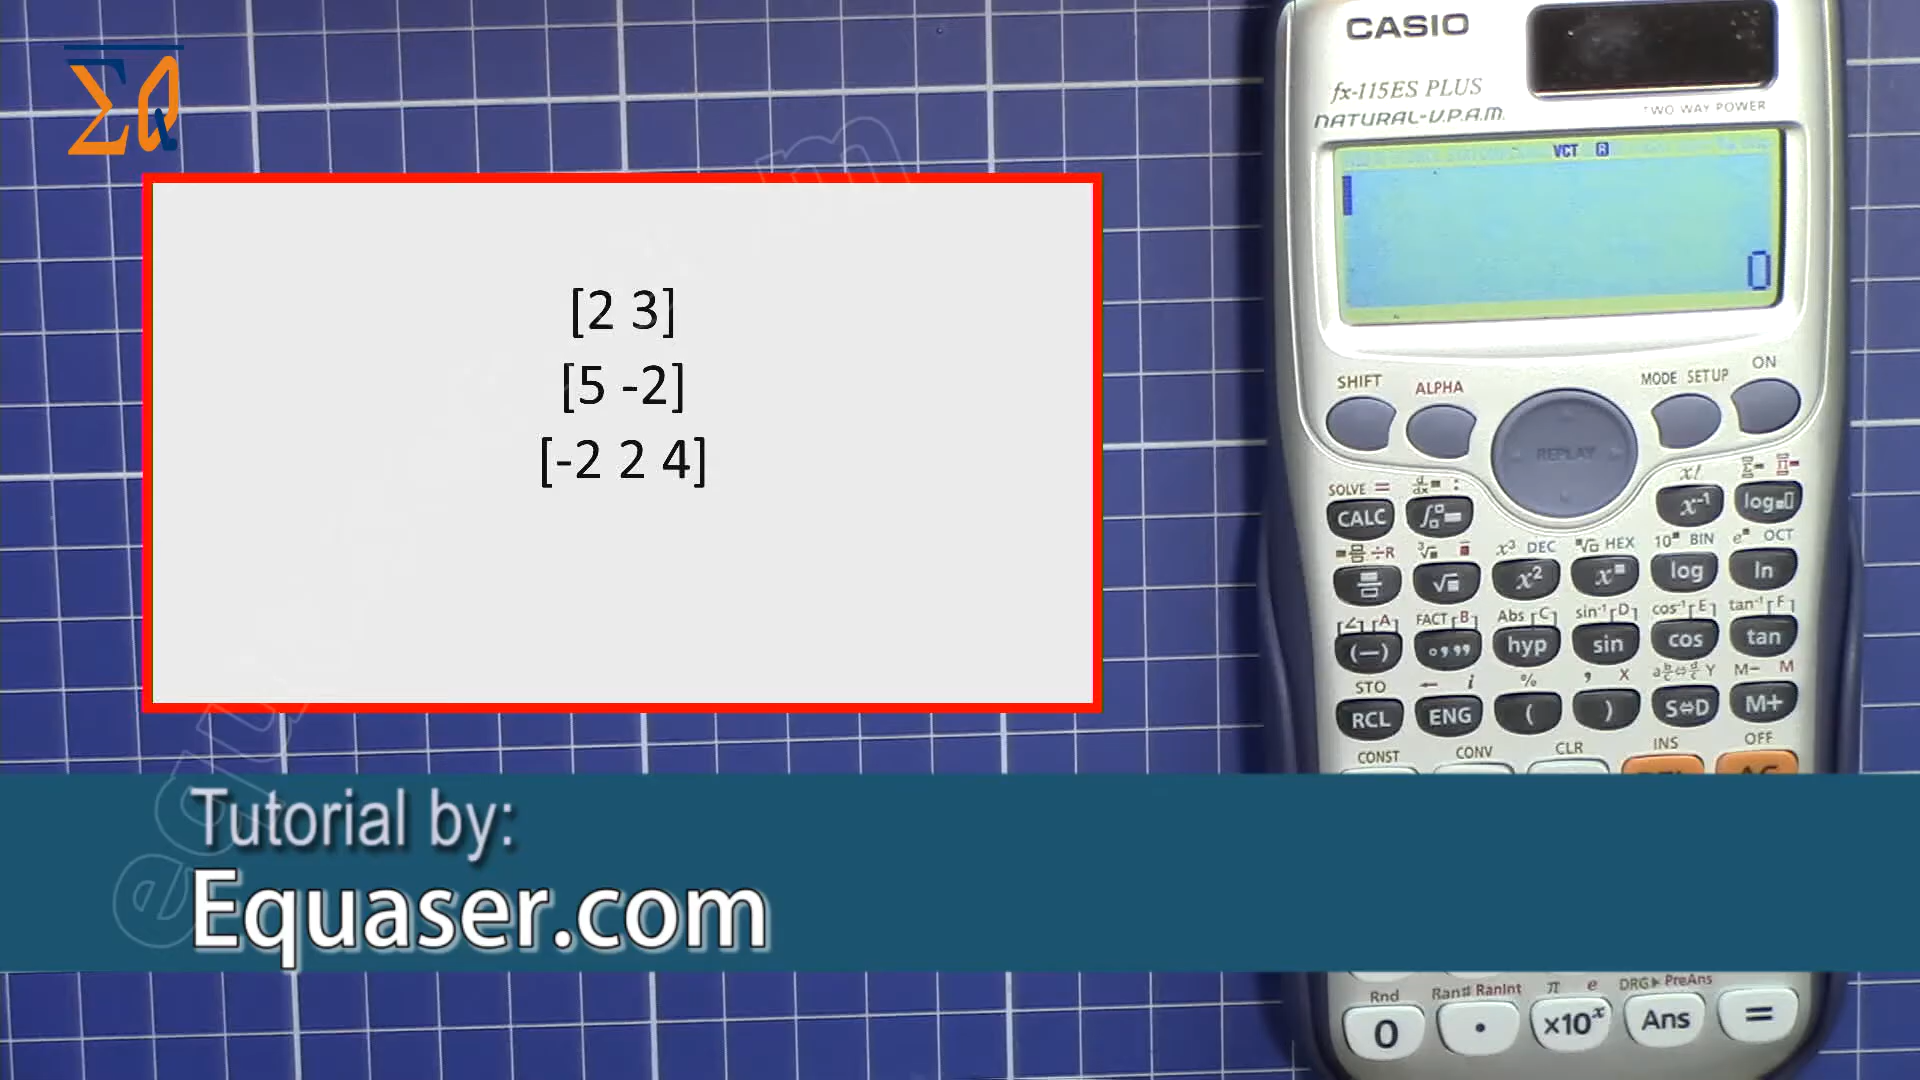 ΣQ
[2 3]
[5 -2]
[-2 2 4]
Tutorial by:
Equaser.com
CASIO
fx-115ES PLUS
NATURAL-V.P.A.M.
TWO WAY POWER
VCT R
0
SHIFT ALPHA MODE SETUP ON
REPLAY
SOLVE = x!
CALC x⁻¹ log
÷R x³ DEC HEX 10 BIN e OCT
x² x log ln
∠ A FACT B Abs C sin⁻¹ D cos⁻¹ E tan⁻¹ F
(—) hyp sin cos tan
STO ← i % , X Y M− M
RCL ENG ( ) S⇔D M+
CONST CONV CLR INS OFF
DEL AC
Rnd Ran# RanInt π e DRG▶ PreAns
0 • ×10ˣ Ans =